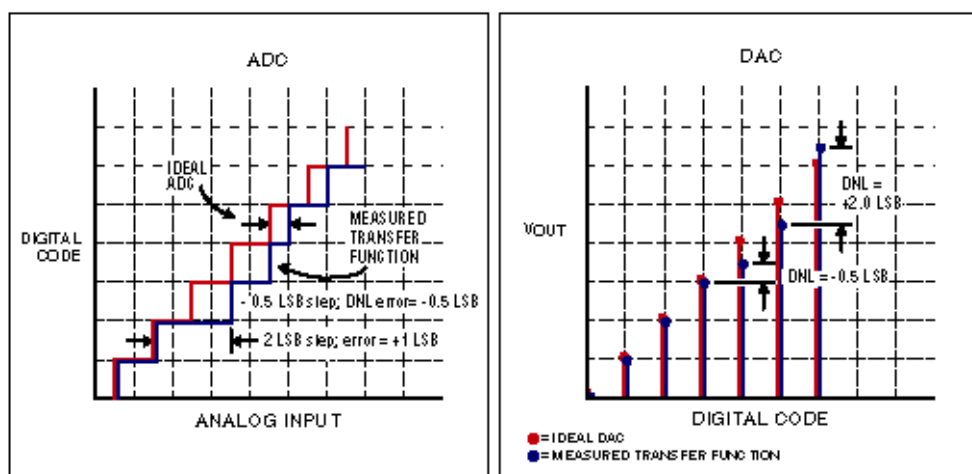 ADC
IDEAL
ADC
MEASURED
TRANSFER
FUNCTION
DIGITAL
CODE
- 0.5 LSB step; DNL error= -0.5 LSB
2 LSB step; error = +1 LSB
ANALOG INPUT
DAC
DNL =
+2.0 LSB
VOUT
DNL = -0.5 LSB
DIGITAL CODE
= IDEAL DAC
= MEASURED TRANSFER FUNCTION